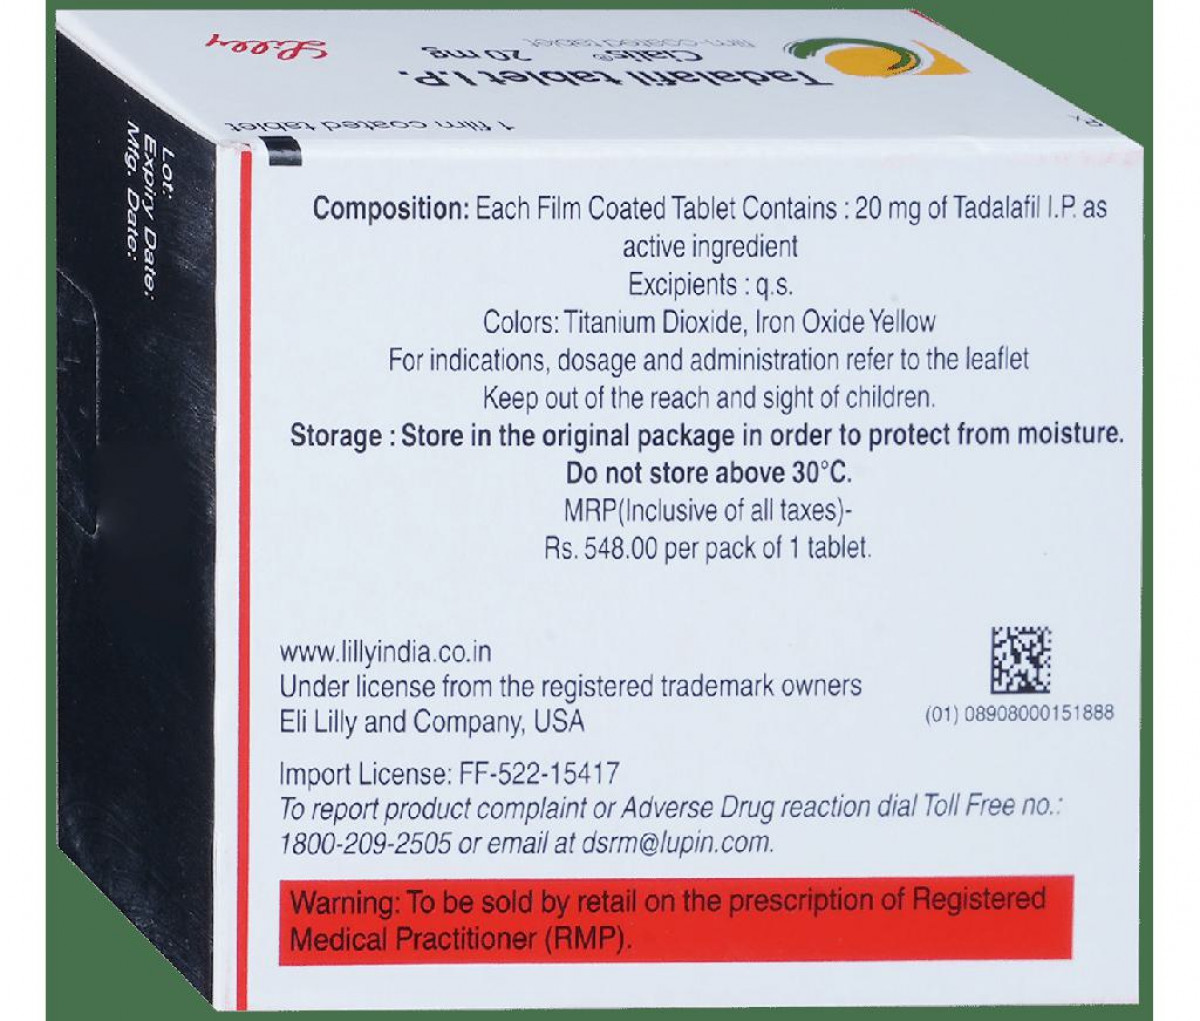 Lilly
Tadalafil tablet I.P.
Cialis® 20 mg
film-coated tablet
1 film coated tablet
Rx
Lot:
Expiry Date:
Mfg. Date:
Composition: Each Film Coated Tablet Contains : 20 mg of Tadalafil I.P. as
active ingredient
Excipients : q.s.
Colors: Titanium Dioxide, Iron Oxide Yellow
For indications, dosage and administration refer to the leaflet
Keep out of the reach and sight of children.
Storage : Store in the original package in order to protect from moisture.
Do not store above 30°C.
MRP(Inclusive of all taxes)-
Rs. 548.00 per pack of 1 tablet.
www.lillyindia.co.in
Under license from the registered trademark owners
Eli Lilly and Company, USA
(01) 08908000151888
Import License: FF-522-15417
To report product complaint or Adverse Drug reaction dial Toll Free no.:
1800-209-2505 or email at dsrm@lupin.com.
Warning: To be sold by retail on the prescription of Registered
Medical Practitioner (RMP).